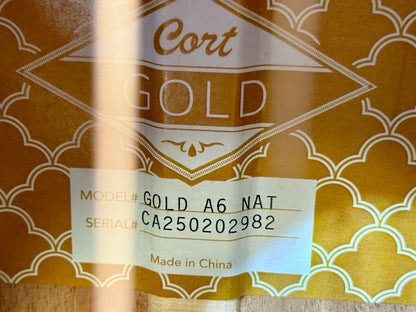 Cort
GOLD
MODEL# GOLD A6 NAT
SERIAL# CA250202982
Made in China